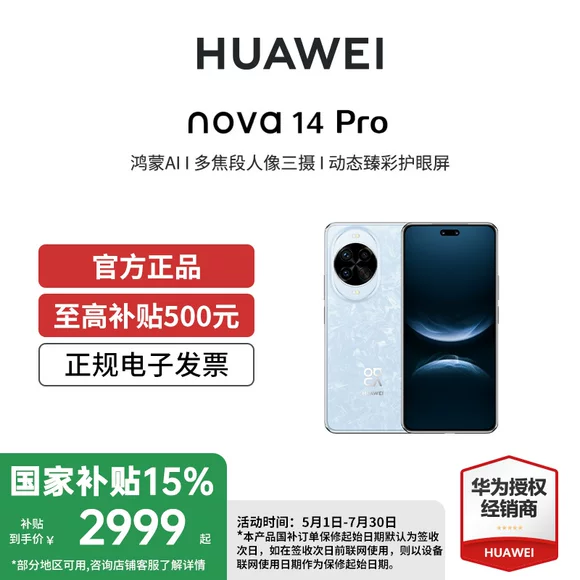 HUAWEI
nova 14 Pro
鸿蒙AI I 多焦段人像三摄 I 动态臻彩护眼屏
官方正品
至高补贴500元
正规电子发票
HUAWEI
国家补贴15%
补贴
到手价¥ 2999 起
*部分地区可用,咨询店铺客服了解详情
活动时间：5月1日-7月30日
*本产品国补订单保修起始日期默认为签收
次日，如在签收次日前联网使用，则以设备
联网使用日期作为保修起始日期。
华为授权
经销商
HUAWEI